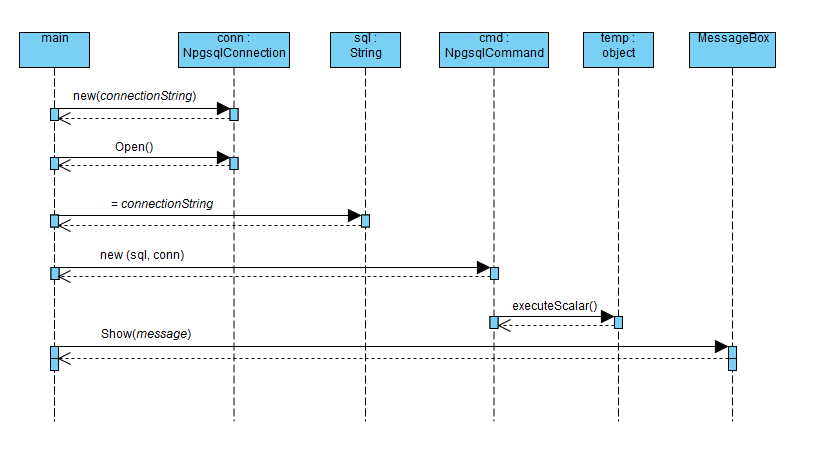 main
conn :
NpgsqlConnection
sql :
String
cmd :
NpgsqlCommand
temp :
object
MessageBox
new(connectionString)
Open()
= connectionString
new (sql, conn)
executeScalar()
Show(message)